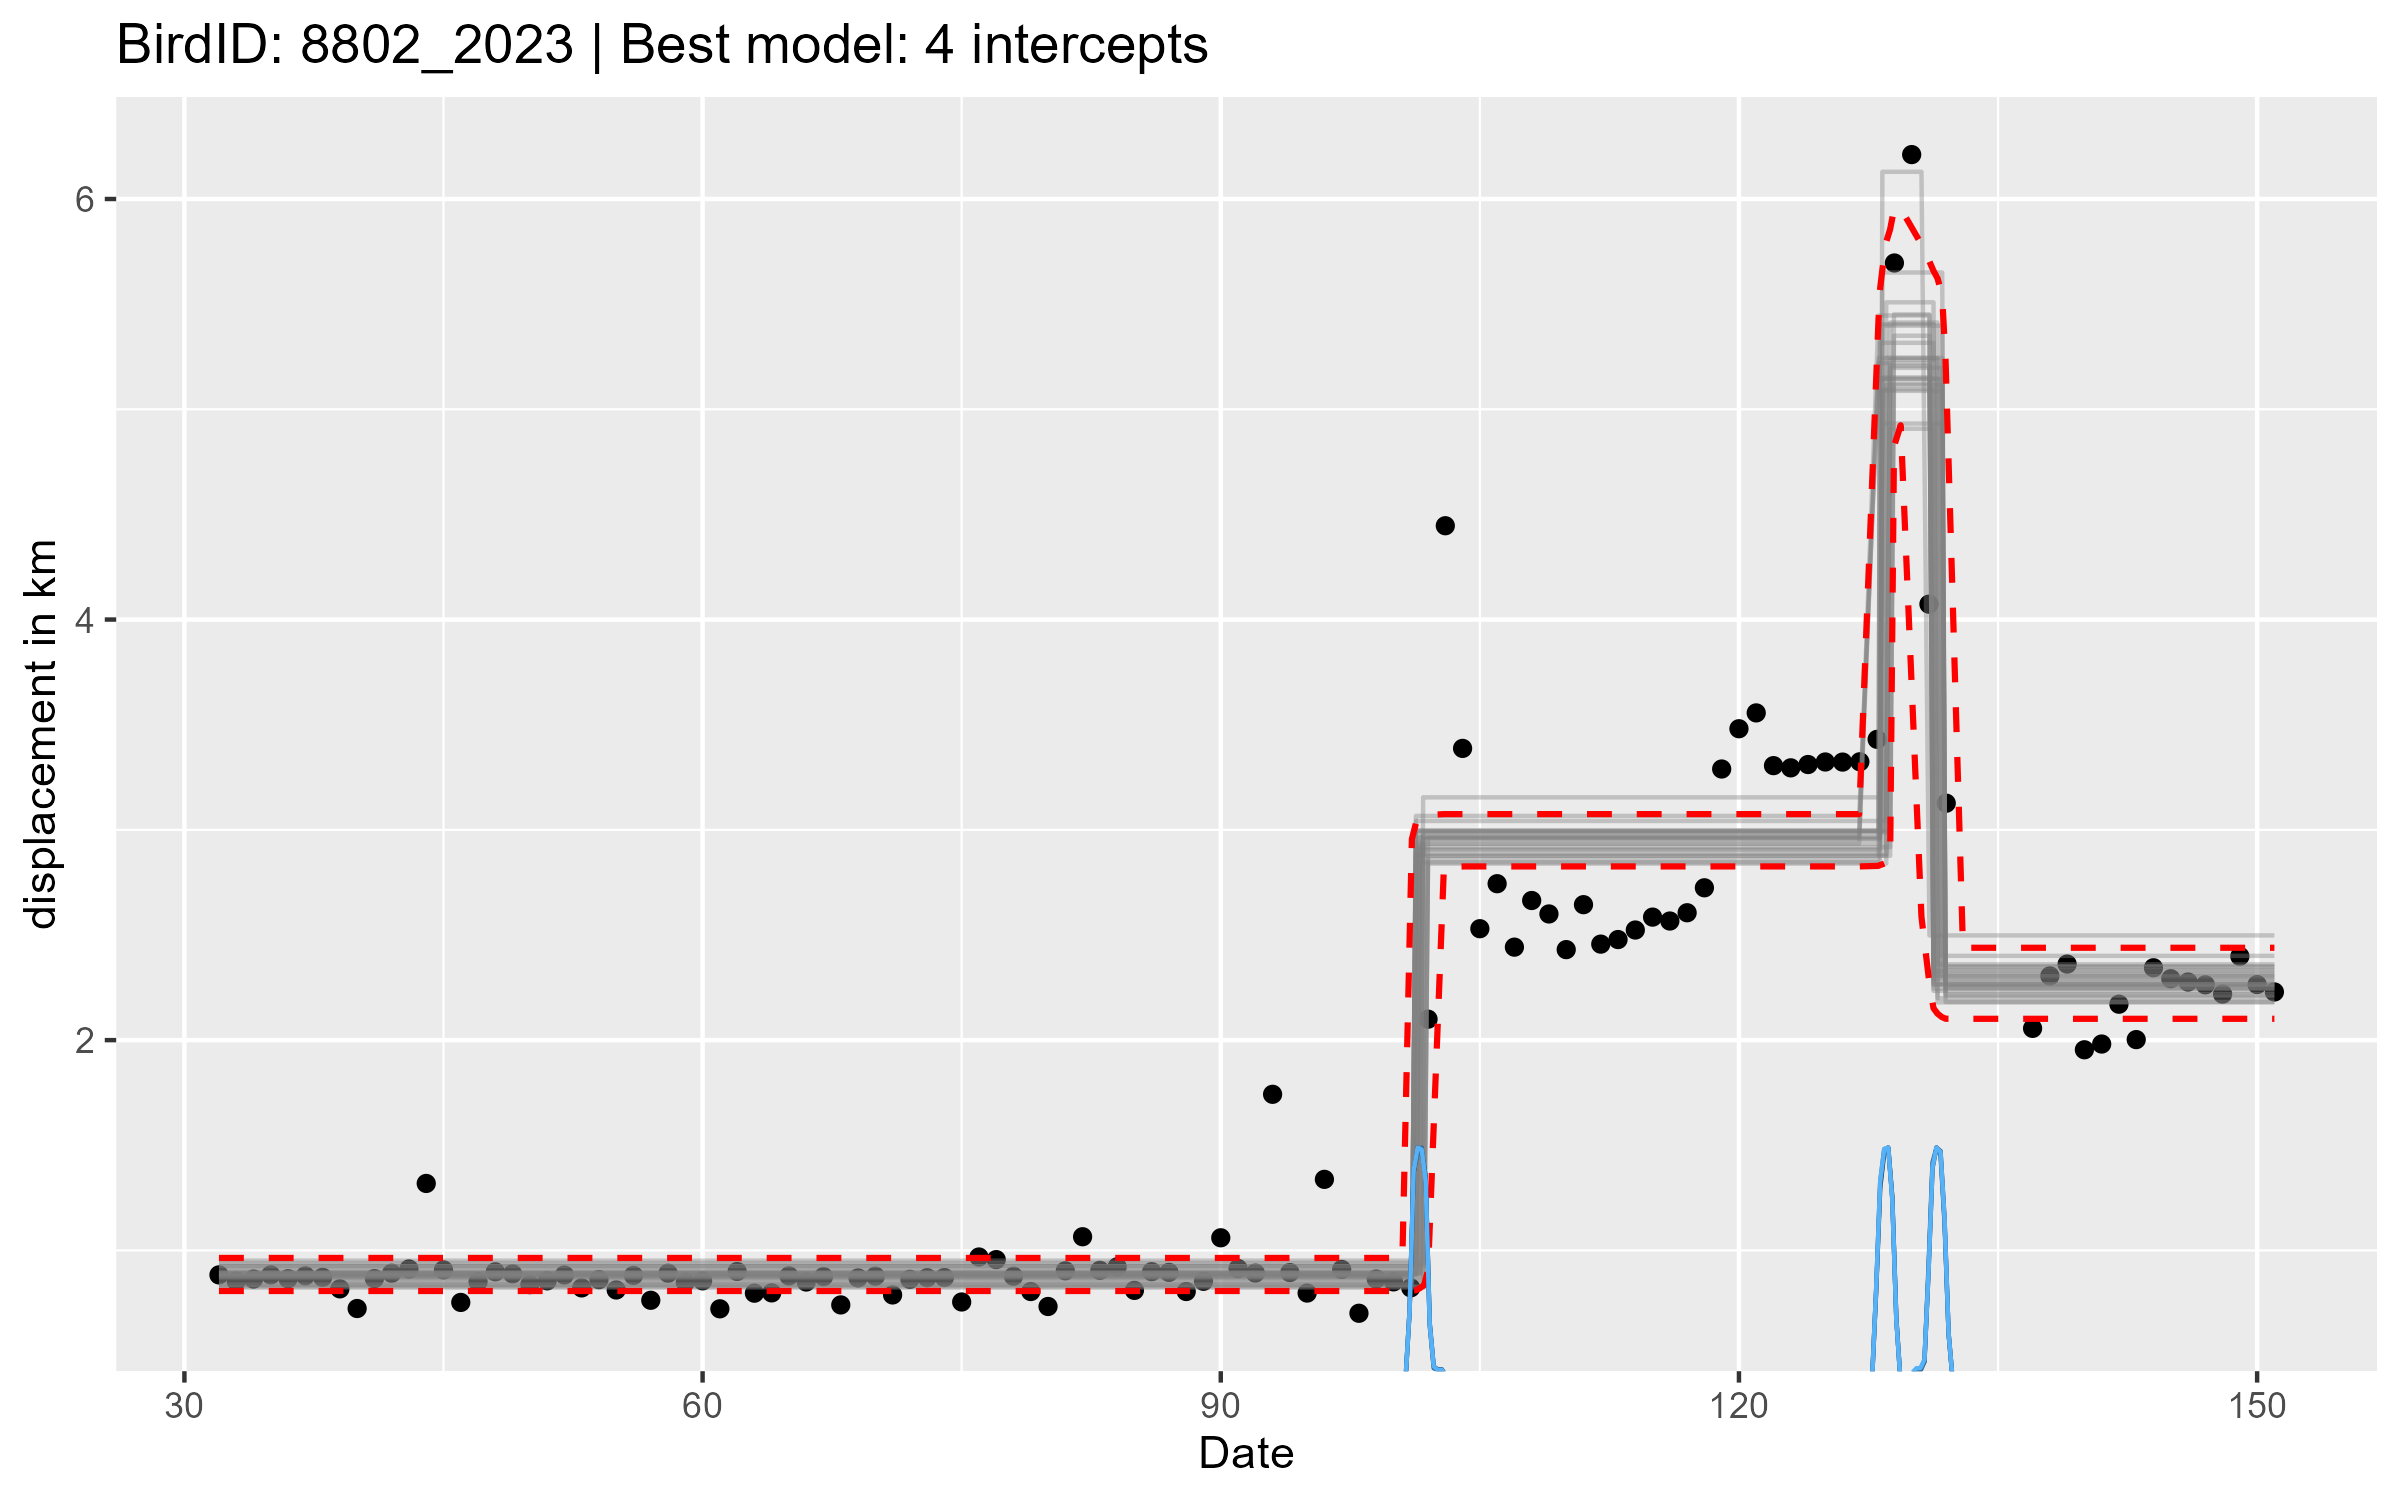 BirdID: 8802_2023 | Best model: 4 intercepts
displacement in km
6
4
2
30 60 90 120 150
Date